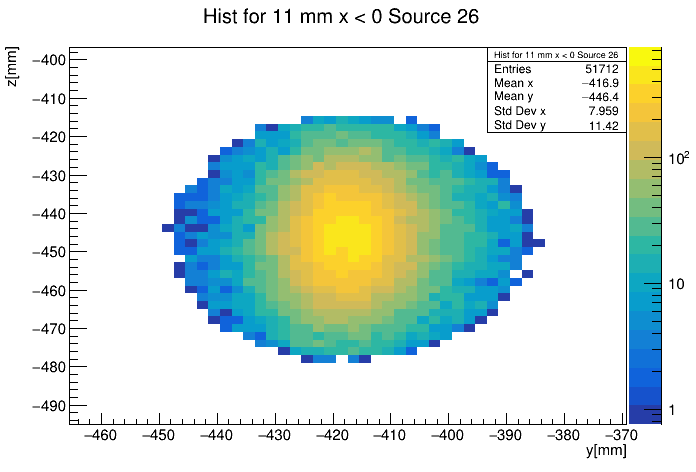 Hist for 11 mm x < 0 Source 26
z[mm]
Hist for 11 mm x < 0 Source 26
Entries 51712
Mean x −416.9
Mean y −446.4
Std Dev x 7.959
Std Dev y 11.42
−400
−410
−420
−430
−440
−450
−460
−470
−480
−490
10²
10
1
−460 −450 −440 −430 −420 −410 −400 −390 −380 −370
y[mm]